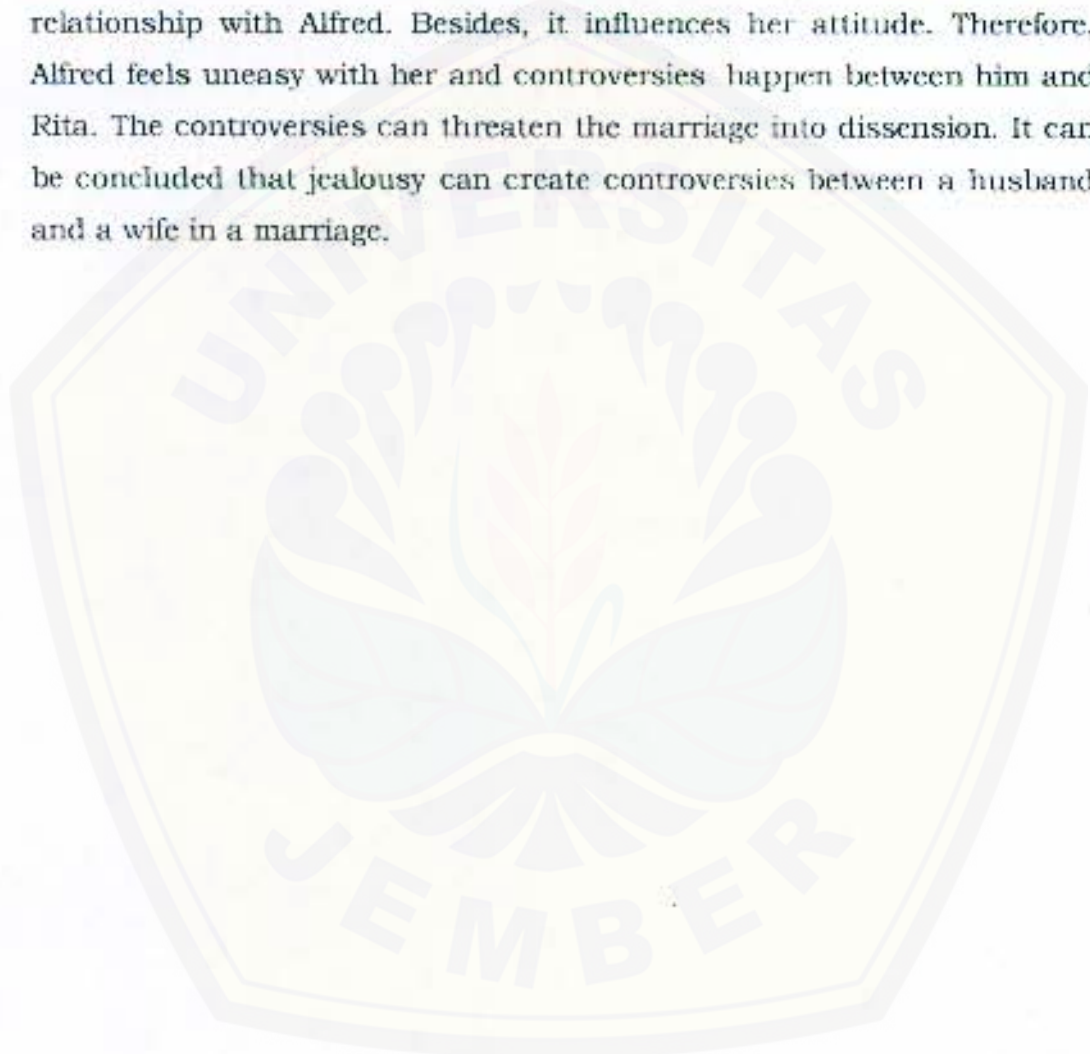 relationship with Alfred. Besides, it influences her attitude. Therefore,
Alfred feels uneasy with her and controversies happen between him and
Rita. The controversies can threaten the marriage into dissension. It can
be concluded that jealousy can create controversies between a husband
and a wife in a marriage.
UNIVERSITAS
JEMBER